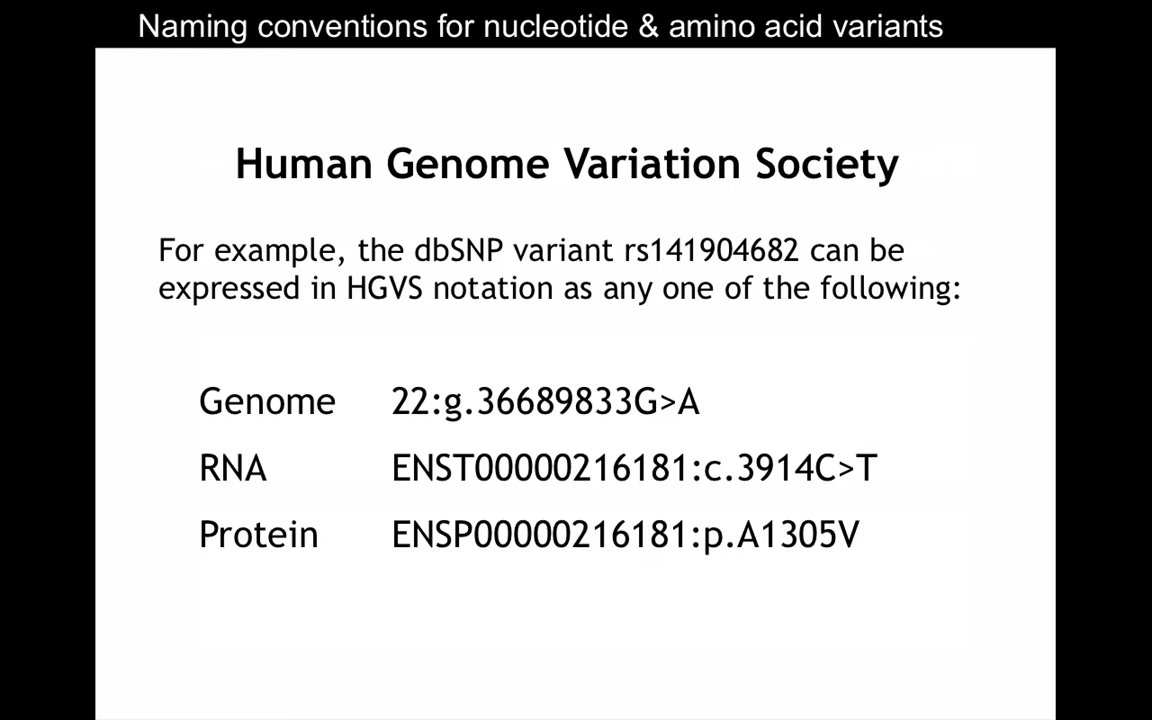 Naming conventions for nucleotide & amino acid variants
Human Genome Variation Society
For example, the dbSNP variant rs141904682 can be
expressed in HGVS notation as any one of the following:
Genome 22:g.36689833G>A
RNA ENST00000216181:c.3914C>T
Protein ENSP00000216181:p.A1305V